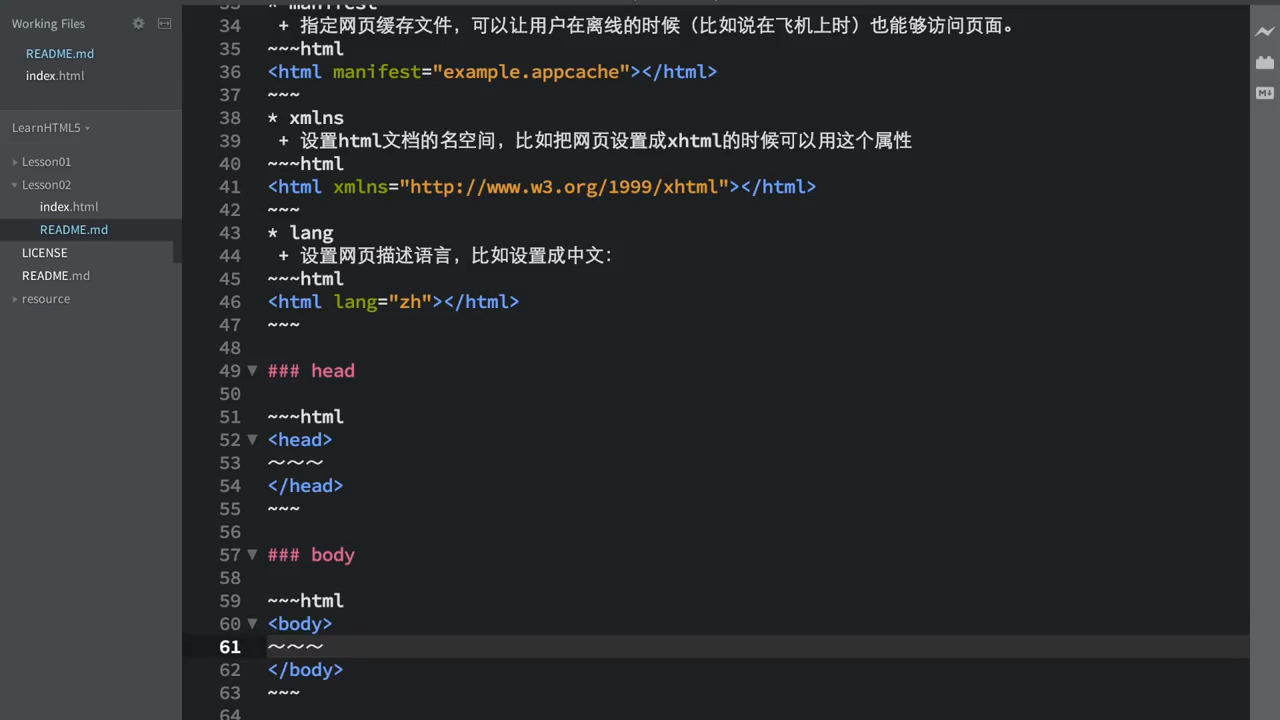 Working Files
README.md
index.html
LearnHTML5
Lesson01
Lesson02
index.html
README.md
LICENSE
README.md
resource
33 * manifest
34 + 指定网页缓存文件，可以让用户在离线的时候（比如说在飞机上时）也能够访问页面。
35 ~~~html
36 <html manifest="example.appcache"></html>
37 ~~~
38 * xmlns
39 + 设置html文档的名空间，比如把网页设置成xhtml的时候可以用这个属性
40 ~~~html
41 <html xmlns="http://www.w3.org/1999/xhtml"></html>
42 ~~~
43 * lang
44 + 设置网页描述语言，比如设置成中文：
45 ~~~html
46 <html lang="zh"></html>
47 ~~~
48
49 ### head
50
51 ~~~html
52 <head>
53 ～～～
54 </head>
55 ~~~
56
57 ### body
58
59 ~~~html
60 <body>
61 ～～～
62 </body>
63 ~~~
64
M↓